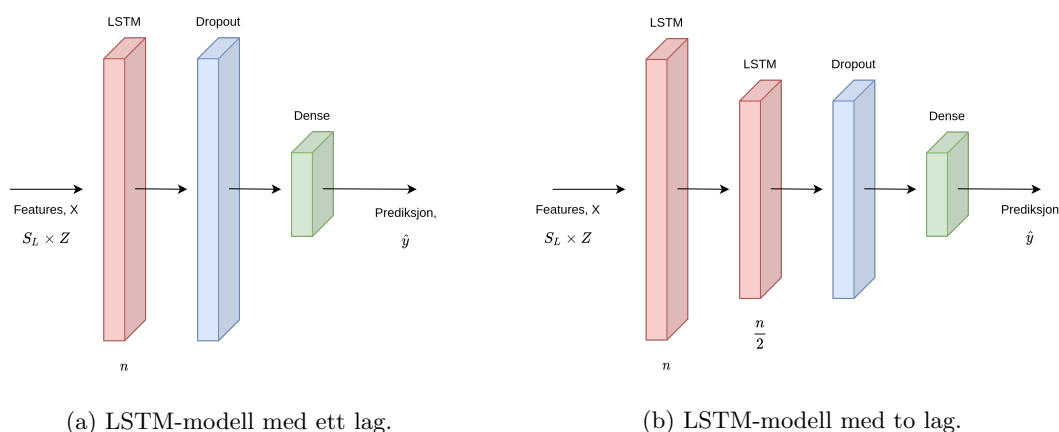 LSTM
Dropout
Dense
Features, X
S_L × Z
Prediksjon,
ŷ
n
(a) LSTM-modell med ett lag.
LSTM
LSTM
Dropout
Dense
Features, X
S_L × Z
Prediksjon
ŷ
n/2
n
(b) LSTM-modell med to lag.